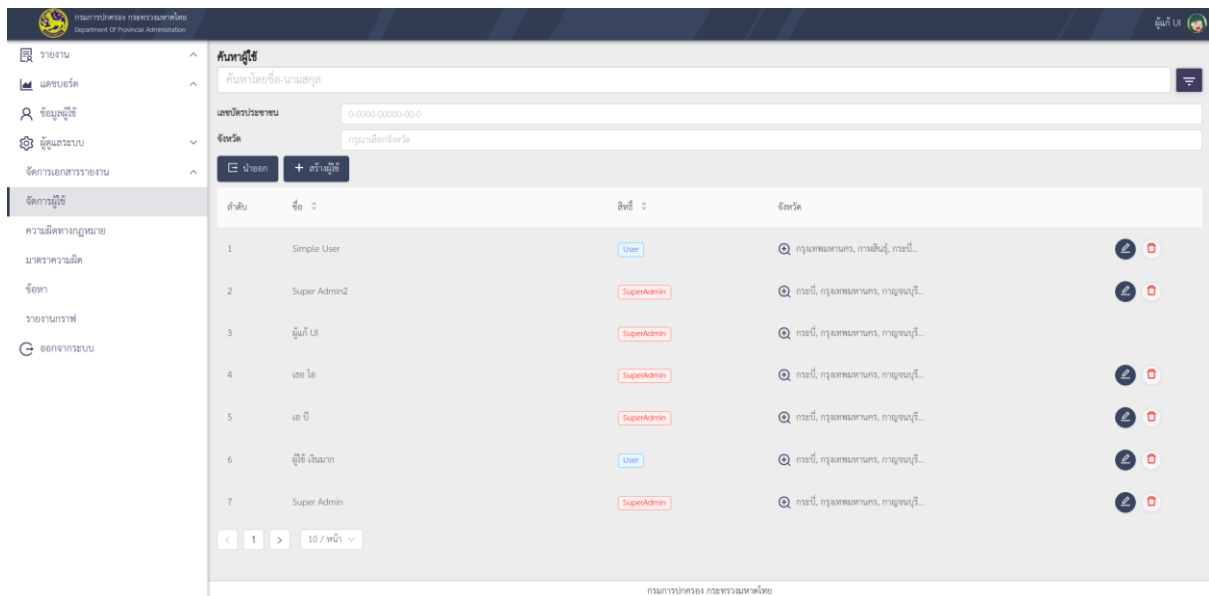 กรมการปกครอง กระทรวงมหาดไทย
Department Of Provincial Administration
ผู้แก้ UI
รายงาน
แดชบอร์ด
ข้อมูลผู้ใช้
ผู้ดูแลระบบ
จัดการเอกสารรายงาน
จัดการผู้ใช้
ความผิดทางกฎหมาย
มาตราความผิด
ข้อหา
รายงานกราฟ
ออกจากระบบ
ค้นหาผู้ใช้
ค้นหาโดยชื่อ-นามสกุล
เลขบัตรประชาชน 0-0000-00000-00-0
จังหวัด กรุณาเลือกจังหวัด
นำออก + สร้างผู้ใช้
ลำดับ ชื่อ สิทธิ์ จังหวัด
1 Simple User User กรุงเทพมหานคร, กาฬสินธุ์, กระบี่...
2 Super Admin2 SuperAdmin กระบี่, กรุงเทพมหานคร, กาญจนบุรี...
3 ผู้แก้ UI SuperAdmin กระบี่, กรุงเทพมหานคร, กาญจนบุรี...
4 เจอ โอ SuperAdmin กระบี่, กรุงเทพมหานคร, กาญจนบุรี...
5 เอ บี SuperAdmin กระบี่, กรุงเทพมหานคร, กาญจนบุรี...
6 ผู้ใช้ เงินมาก User กระบี่, กรุงเทพมหานคร, กาญจนบุรี...
7 Super Admin SuperAdmin กระบี่, กรุงเทพมหานคร, กาญจนบุรี...
< 1 > 10 / หน้า
กรมการปกครอง กระทรวงมหาดไทย